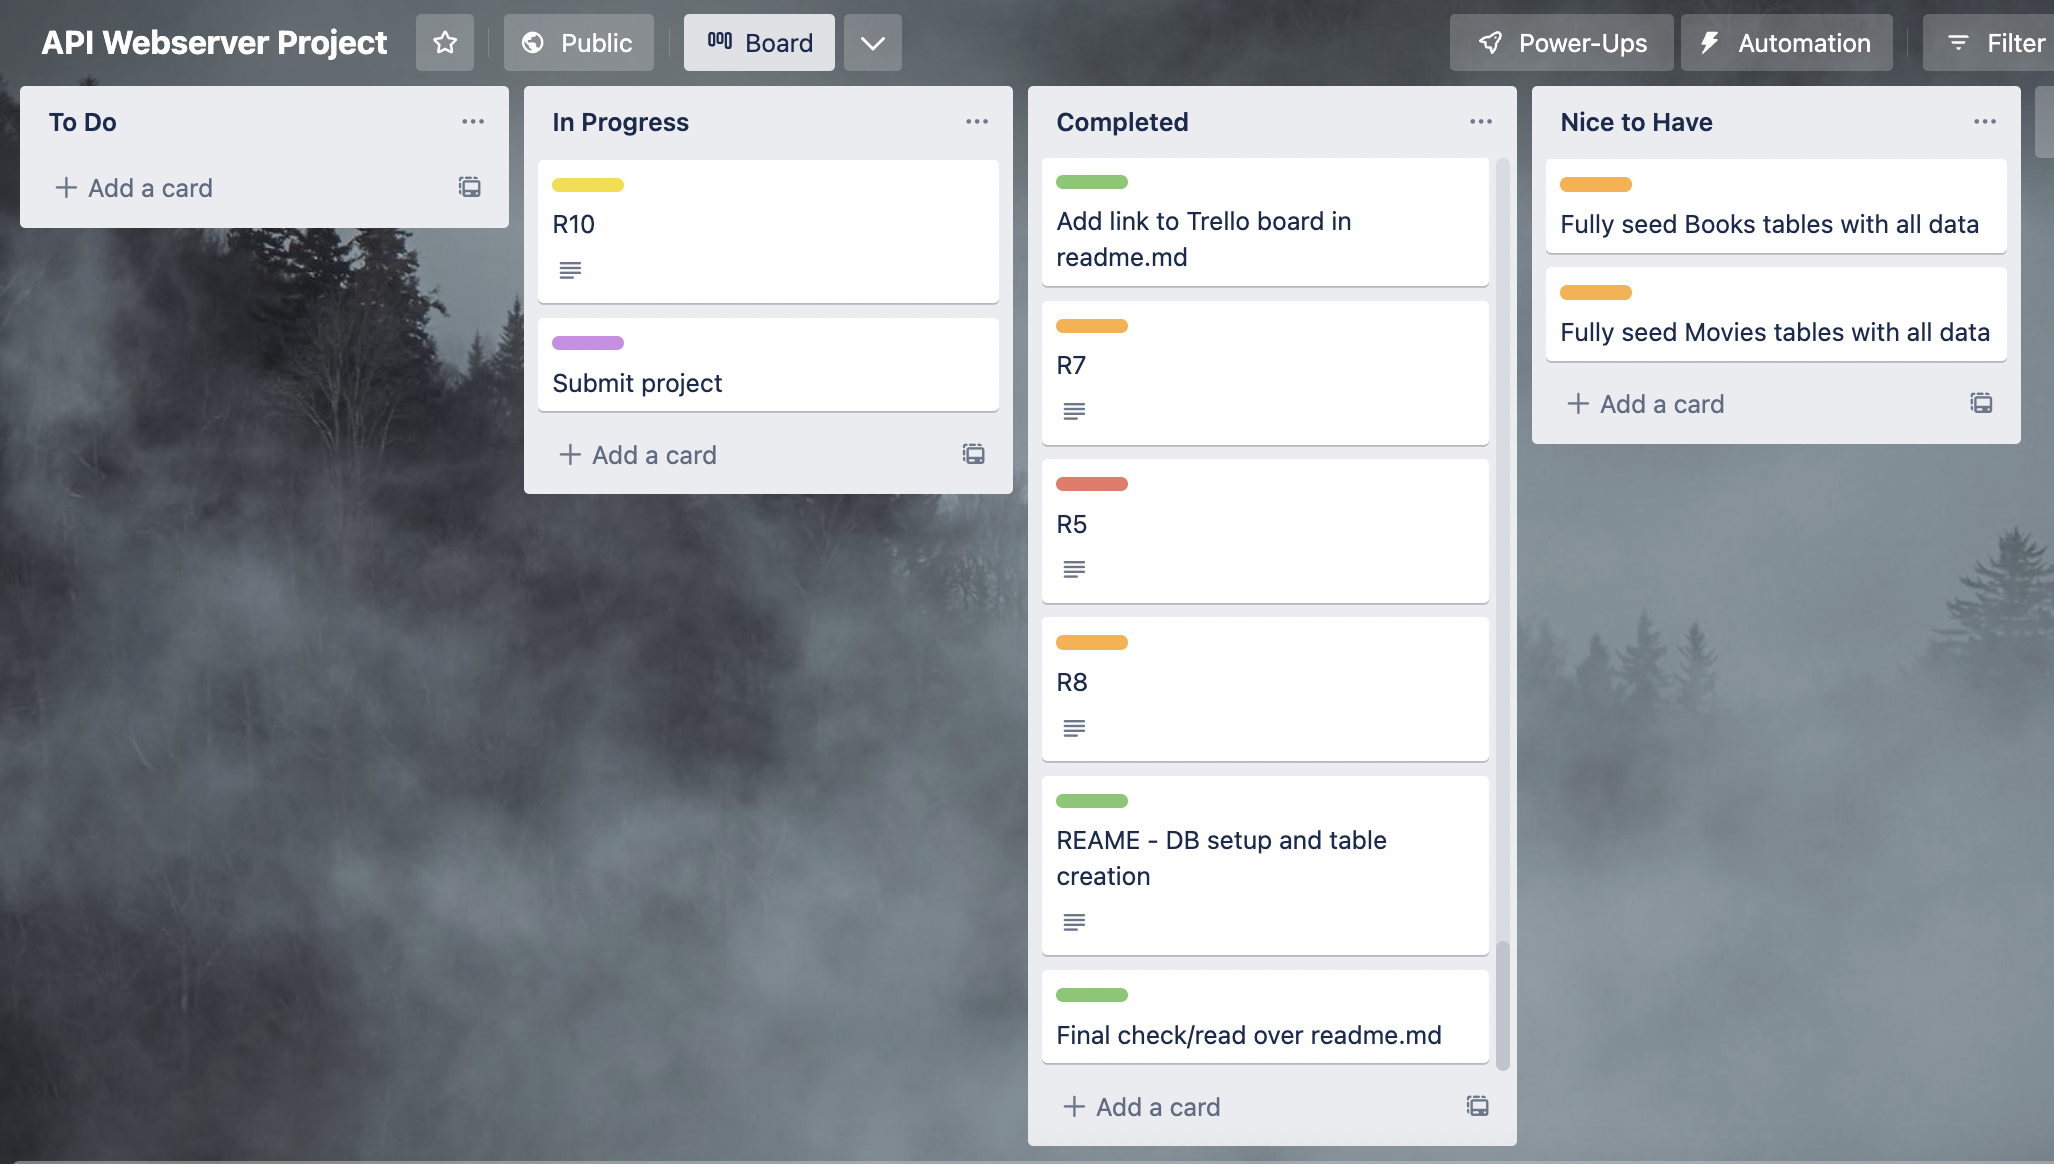 API Webserver Project
Public
Board
Power-Ups
Automation
Filter
To Do
Add a card
In Progress
R10
Submit project
Add a card
Completed
Add link to Trello board in
readme.md
R7
R5
R8
REAME - DB setup and table
creation
Final check/read over readme.md
Add a card
Nice to Have
Fully seed Books tables with all data
Fully seed Movies tables with all data
Add a card